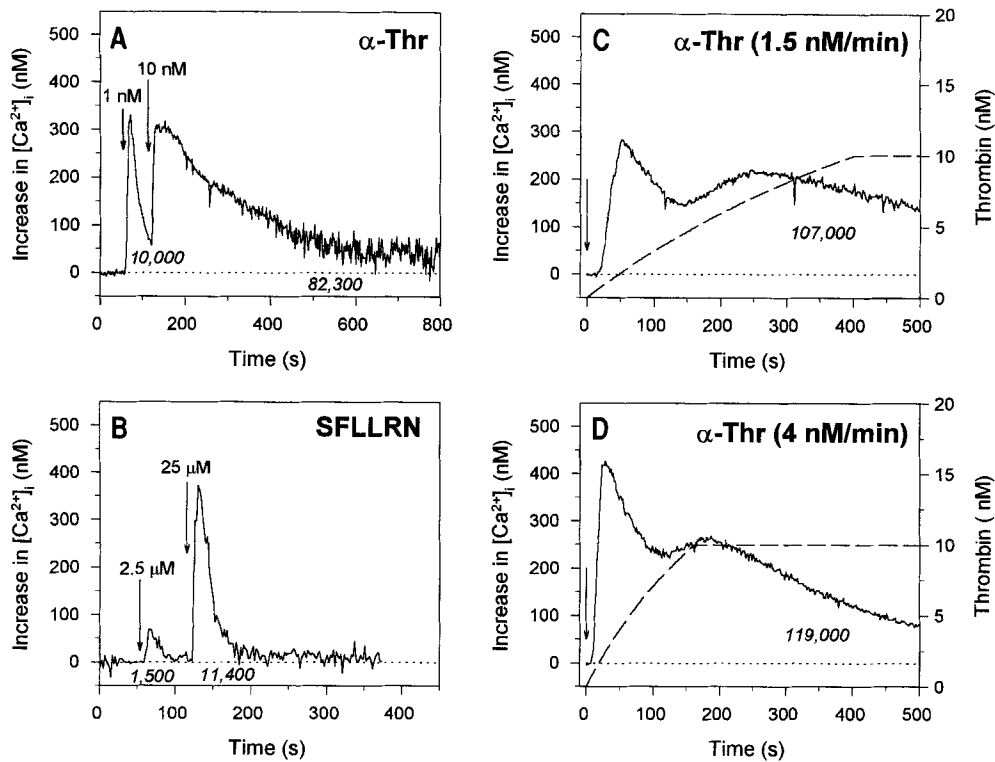 A
α-Thr
1 nM
10 nM
10,000
82,300
Increase in [Ca2+]i (nM)
500
400
300
200
100
0
0 200 400 600 800
Time (s)
B
SFLLRN
2.5 µM
25 µM
1,500
11,400
Increase in [Ca2+]i (nM)
500
400
300
200
100
0
0 100 200 300 400
Time (s)
C
α-Thr (1.5 nM/min)
107,000
Increase in [Ca2+]i (nM)
500
400
300
200
100
0
0 100 200 300 400 500
Time (s)
20
15
10
5
0
Thrombin (nM)
D
α-Thr (4 nM/min)
119,000
Increase in [Ca2+]i (nM)
500
400
300
200
100
0
0 100 200 300 400 500
Time (s)
20
15
10
5
0
Thrombin ( nM)